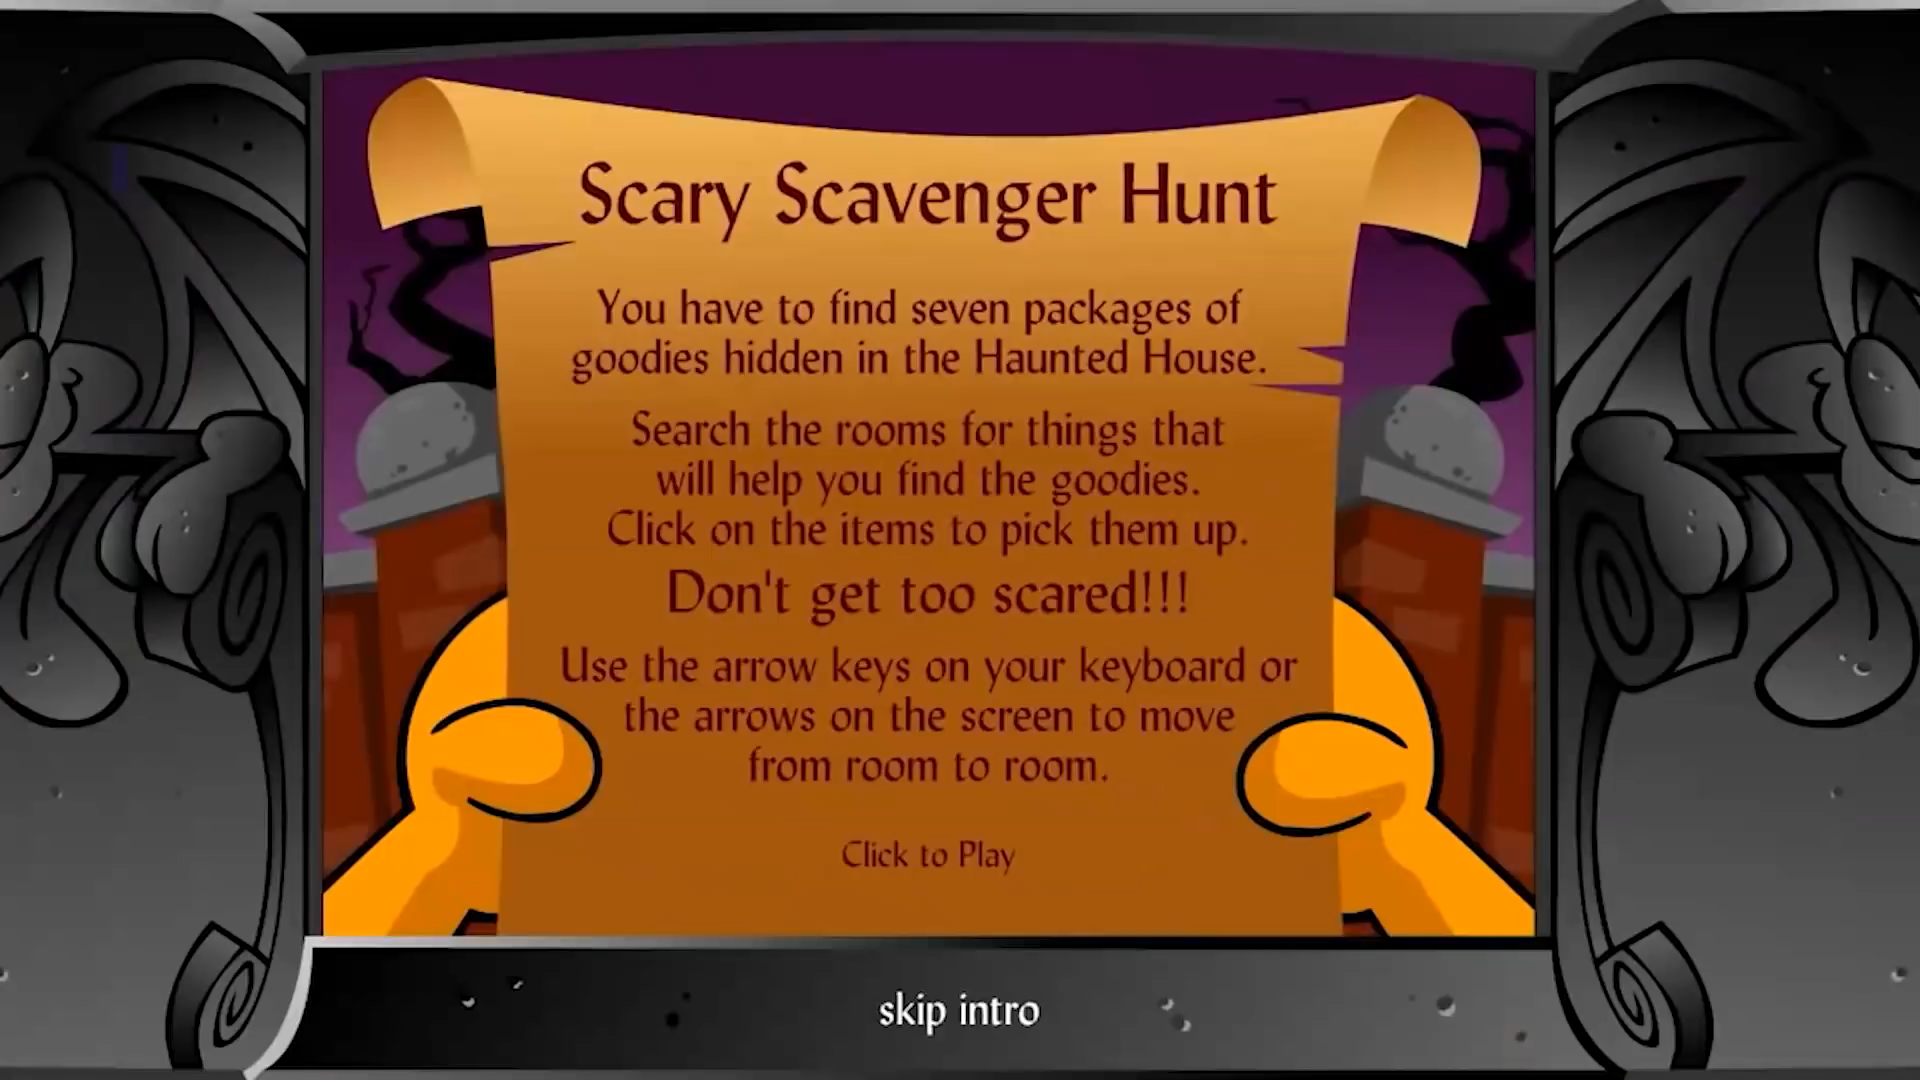 Scary Scavenger Hunt
You have to find seven packages of
goodies hidden in the Haunted House.
Search the rooms for things that
will help you find the goodies.
Click on the items to pick them up.
Don't get too scared!!!
Use the arrow keys on your keyboard or
the arrows on the screen to move
from room to room.
Click to Play
skip intro